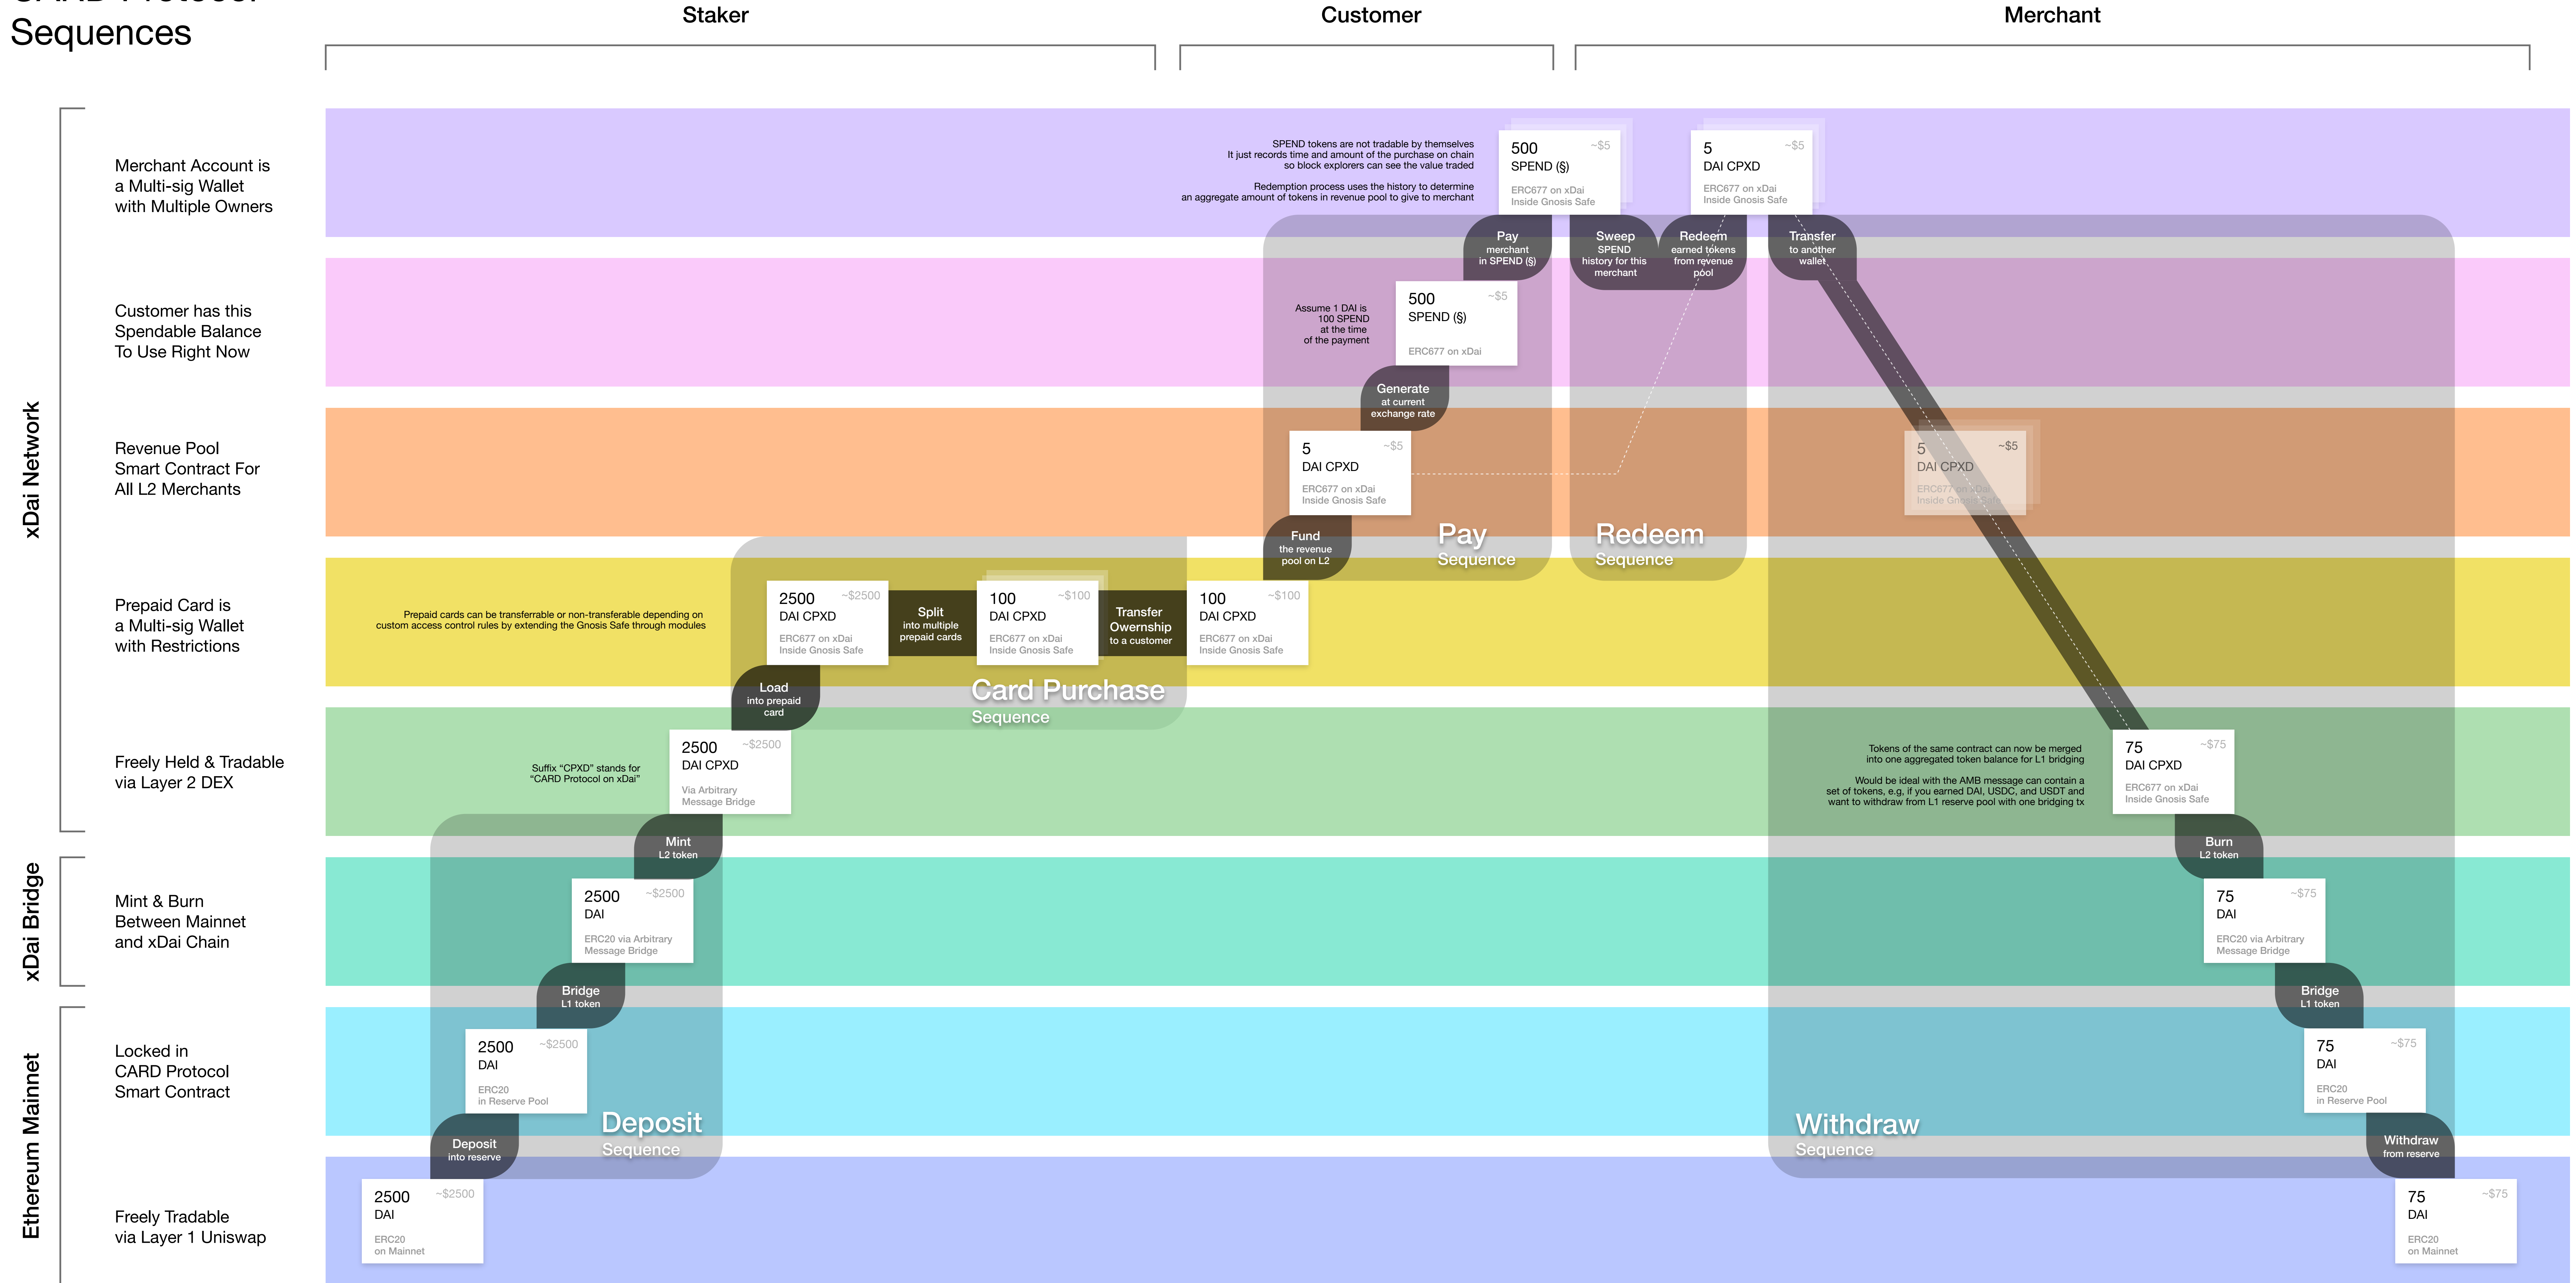 Sequences
Staker
Customer
Merchant
xDai Network
Merchant Account is
a Multi-sig Wallet
with Multiple Owners
SPEND tokens are not tradable by themselves
It just records time and amount of the purchase on chain
so block explorers can see the value traded
Redemption process uses the history to determine
an aggregate amount of tokens in revenue pool to give to merchant
500
~$5
SPEND (§)
ERC677 on xDai
Inside Gnosis Safe
5
~$5
DAI CPXD
ERC677 on xDai
Inside Gnosis Safe
Pay
merchant
in SPEND (§)
Sweep
SPEND
history for this
merchant
Redeem
earned tokens
from revenue
pool
Transfer
to another
wallet
Customer has this
Spendable Balance
To Use Right Now
Assume 1 DAI is
100 SPEND
at the time
of the payment
500
~$5
SPEND (§)
ERC677 on xDai
Generate
at current
exchange rate
Revenue Pool
Smart Contract For
All L2 Merchants
5
~$5
DAI CPXD
ERC677 on xDai
Inside Gnosis Safe
5
~$5
DAI CPXD
ERC677 on xDai
Inside Gnosis Safe
Fund
the revenue
pool on L2
Pay
Sequence
Redeem
Sequence
Prepaid Card is
a Multi-sig Wallet
with Restrictions
Prepaid cards can be transferrable or non-transferable depending on
custom access control rules by extending the Gnosis Safe through modules
2500
~$2500
DAI CPXD
ERC677 on xDai
Inside Gnosis Safe
Split
into multiple
prepaid cards
100
~$100
DAI CPXD
ERC677 on xDai
Inside Gnosis Safe
Transfer
Owernship
to a customer
100
~$100
DAI CPXD
ERC677 on xDai
Inside Gnosis Safe
Load
into prepaid
card
Card Purchase
Sequence
Freely Held & Tradable
via Layer 2 DEX
Suffix “CPXD” stands for
“CARD Protocol on xDai”
2500
~$2500
DAI CPXD
Via Arbitrary
Message Bridge
Tokens of the same contract can now be merged
into one aggregated token balance for L1 bridging
Would be ideal with the AMB message can contain a
set of tokens, e.g, if you earned DAI, USDC, and USDT and
want to withdraw from L1 reserve pool with one bridging tx
75
~$75
DAI CPXD
ERC677 on xDai
Inside Gnosis Safe
Mint
L2 token
Burn
L2 token
xDai Bridge
Mint & Burn
Between Mainnet
and xDai Chain
2500
~$2500
DAI
ERC20 via Arbitrary
Message Bridge
75
~$75
DAI
ERC20 via Arbitrary
Message Bridge
Bridge
L1 token
Bridge
L1 token
Ethereum Mainnet
Locked in
CARD Protocol
Smart Contract
2500
~$2500
DAI
ERC20
in Reserve Pool
75
~$75
DAI
ERC20
in Reserve Pool
Deposit
into reserve
Deposit
Sequence
Withdraw
Sequence
Withdraw
from reserve
Freely Tradable
via Layer 1 Uniswap
2500
~$2500
DAI
ERC20
on Mainnet
75
~$75
DAI
ERC20
on Mainnet